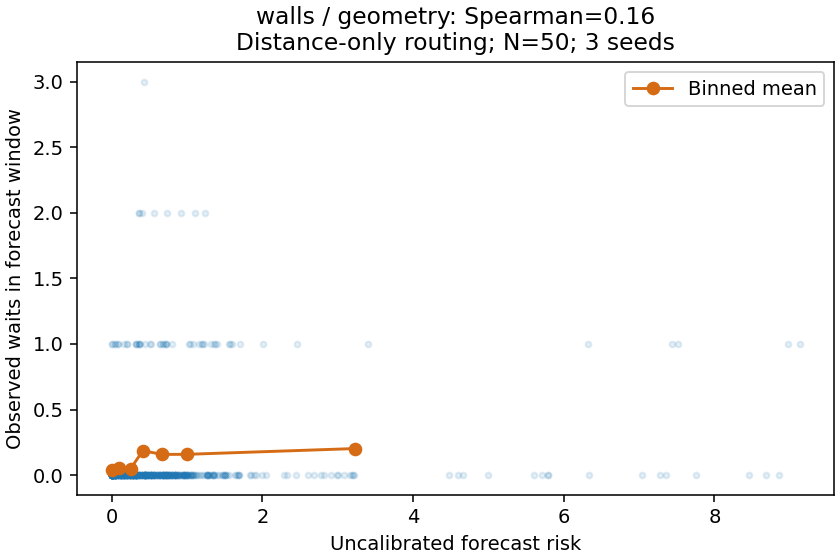 walls / geometry: Spearman=0.16
Distance-only routing; N=50; 3 seeds
Binned mean
Observed waits in forecast window
3.0
2.5
2.0
1.5
1.0
0.5
0.0
0 2 4 6 8
Uncalibrated forecast risk